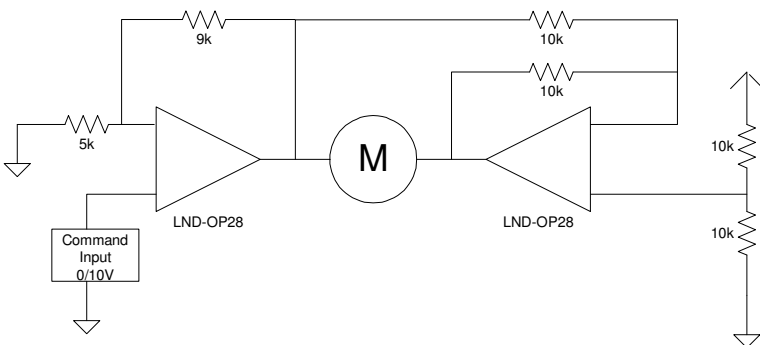 9k
10k
10k
5k
M
10k
LND-OP28
LND-OP28
Command
Input
0/10V
10k